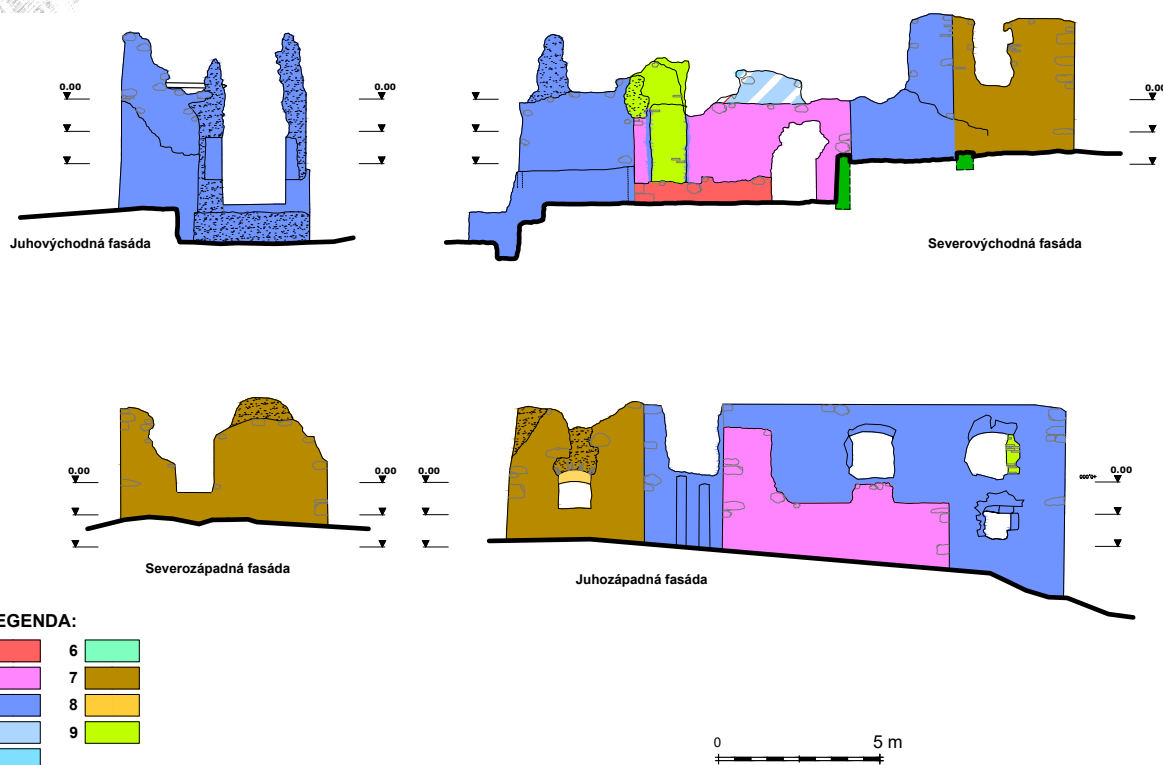 0.00
0.00
0.00
Juhovýchodná fasáda
Severovýchodná fasáda
0.00
0.00
0.00
0.00
Severozápadná fasáda
Juhozápadná fasáda
EGENDA:
6
7
8
9
0
5 m